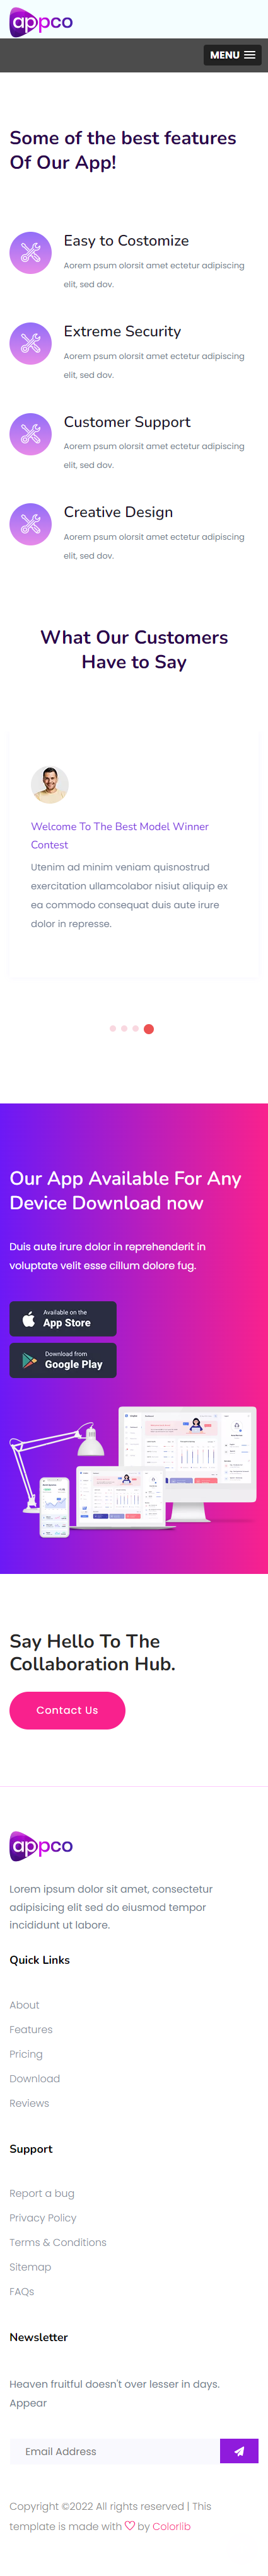 appco
MENU
Some of the best features
Of Our App!
Easy to Costomize
Aorem psum olorsit amet ectetur adipiscing
elit, sed dov.
Extreme Security
Aorem psum olorsit amet ectetur adipiscing
elit, sed dov.
Customer Support
Aorem psum olorsit amet ectetur adipiscing
elit, sed dov.
Creative Design
Aorem psum olorsit amet ectetur adipiscing
elit, sed dov.
What Our Customers
Have to Say
Welcome To The Best Model Winner
Contest
Utenim ad minim veniam quisnostrud
exercitation ullamcolabor nisiut aliquip ex
ea commodo consequat duis aute irure
dolor in represse.
Our App Available For Any
Device Download now
Duis aute irure dolor in reprehenderit in
voluptate velit esse cillum dolore fug.
Available on the
App Store
Download from
Google Play
Say Hello To The
Collaboration Hub.
Contact Us
appco
Lorem ipsum dolor sit amet, consectetur
adipisicing elit sed do eiusmod tempor
incididunt ut labore.
Quick Links
About
Features
Pricing
Download
Reviews
Support
Report a bug
Privacy Policy
Terms & Conditions
Sitemap
FAQs
Newsletter
Heaven fruitful doesn't over lesser in days.
Appear
Email Address
Copyright ©2022 All rights reserved | This
template is made with ♡ by Colorlib